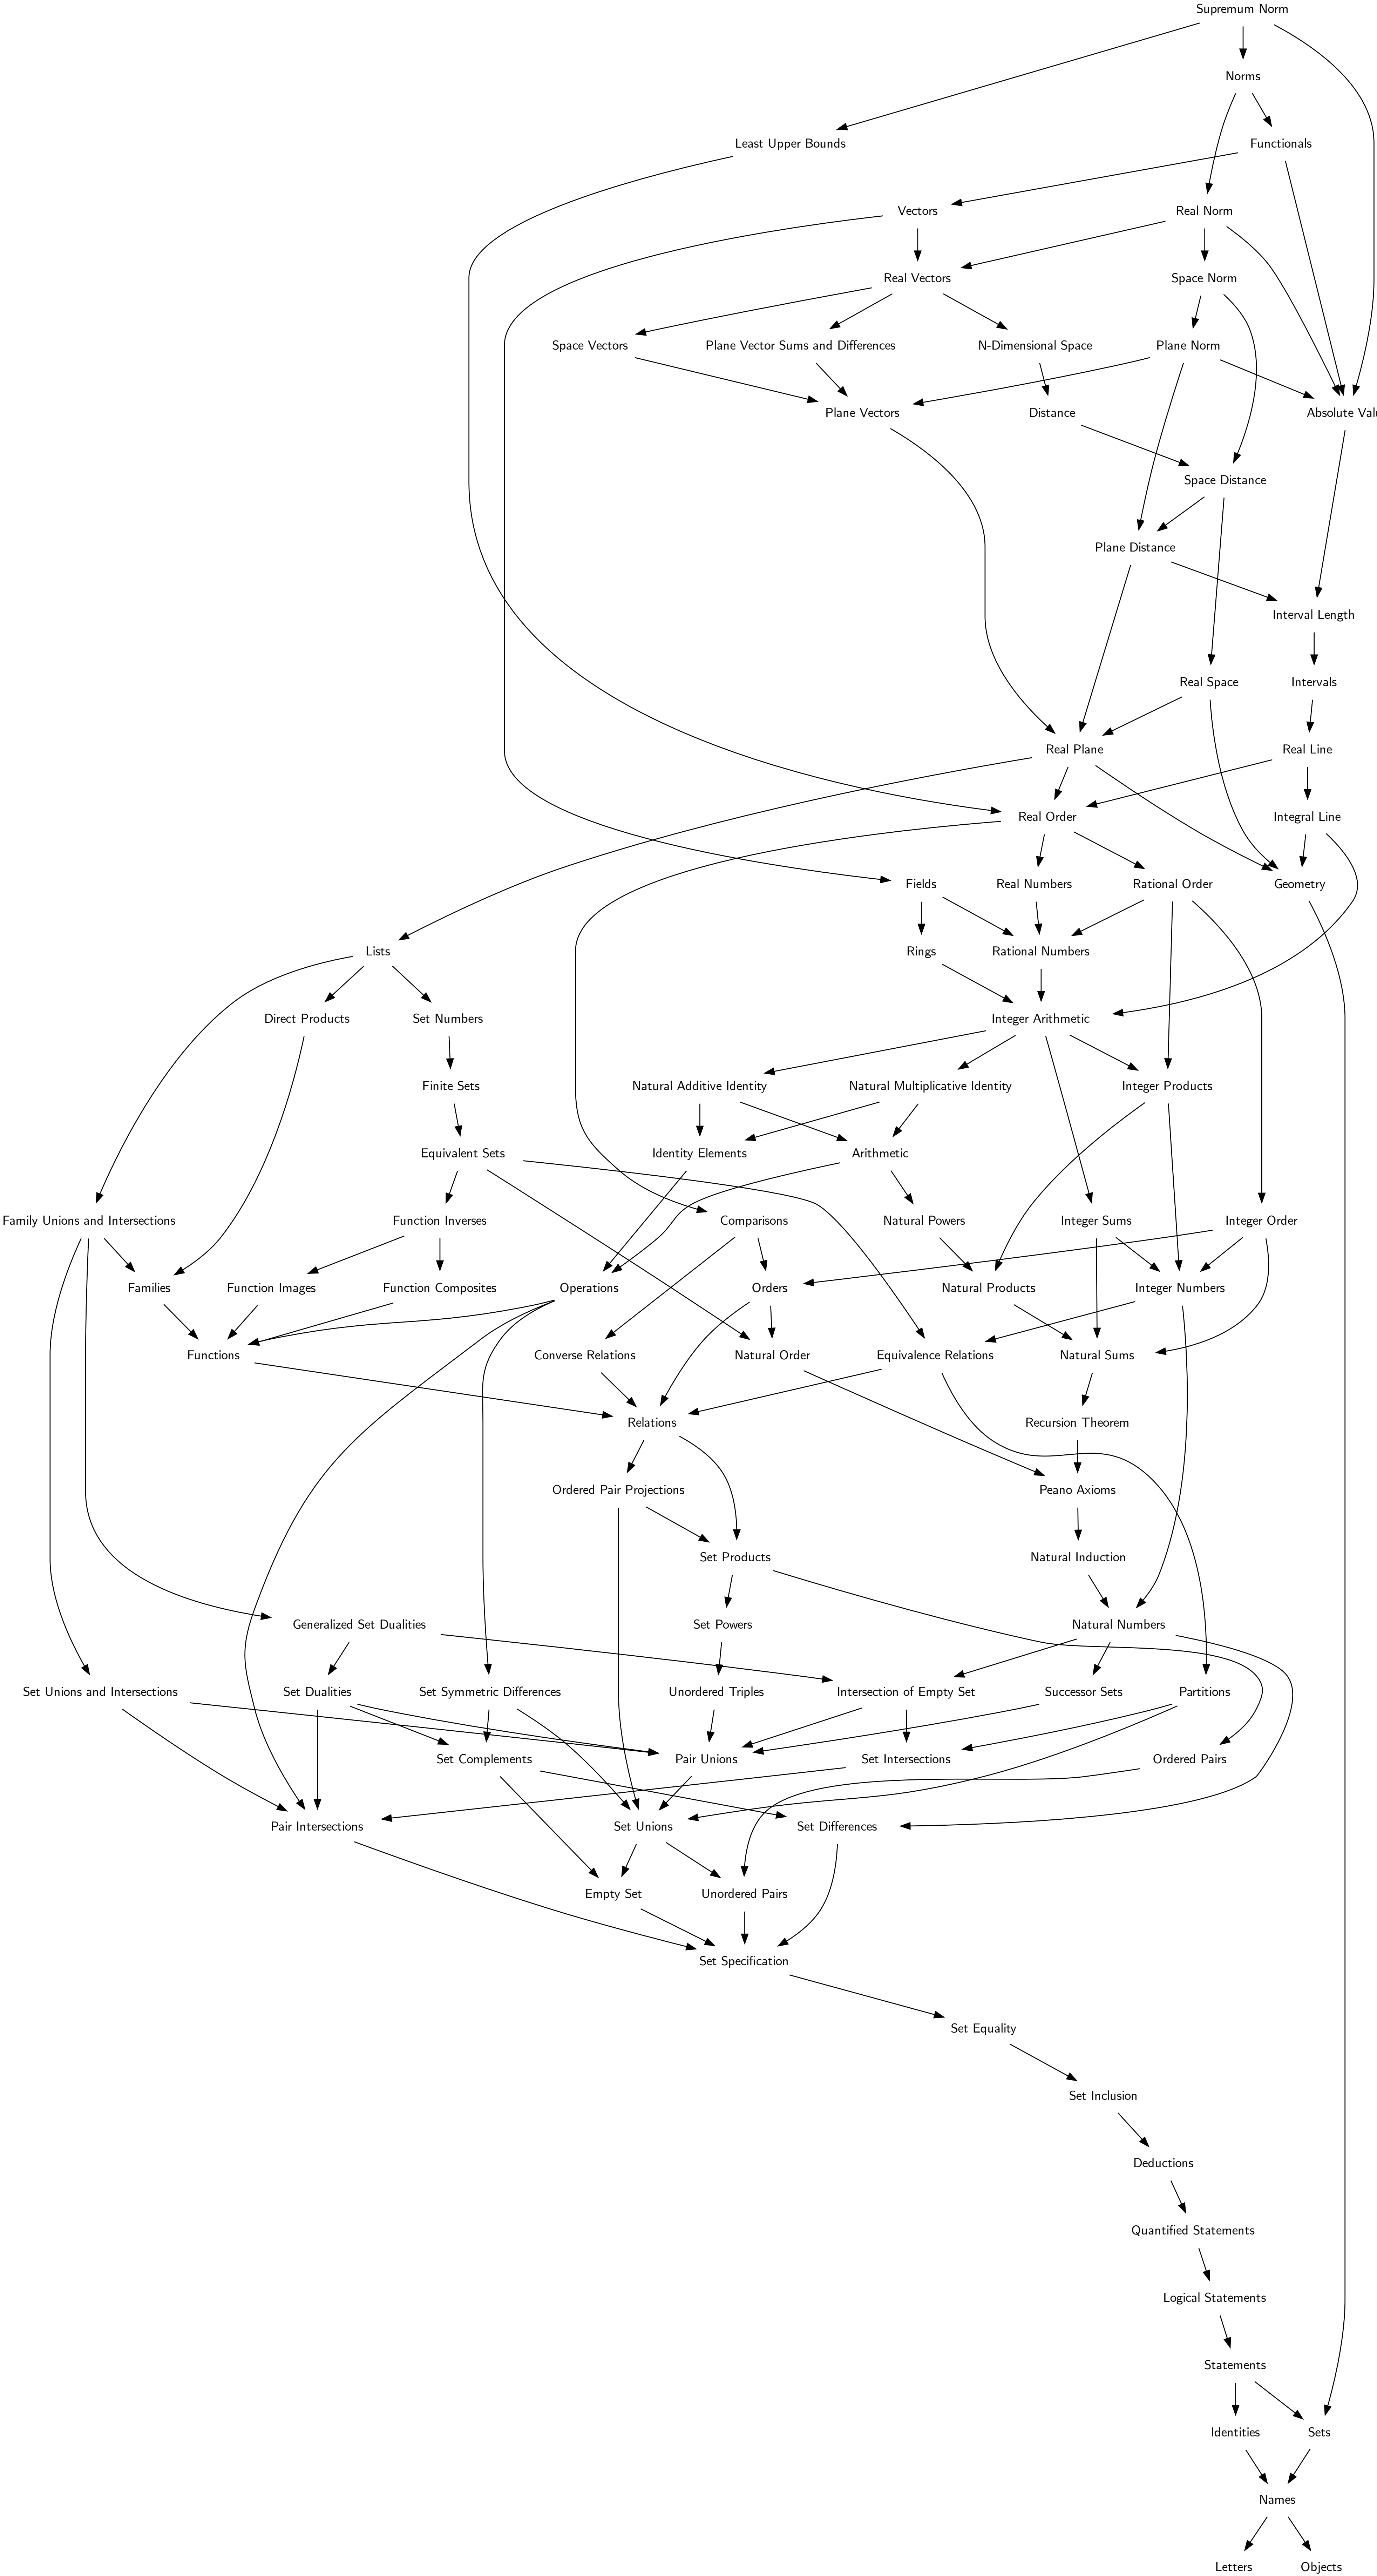 Supremum Norm
Norms
Least Upper Bounds
Functionals
Vectors
Real Norm
Real Vectors
Space Norm
Space Vectors
Plane Vector Sums and Differences
N-Dimensional Space
Plane Norm
Plane Vectors
Distance
Absolute Valu
Space Distance
Plane Distance
Interval Length
Real Space
Intervals
Real Plane
Real Line
Real Order
Integral Line
Fields
Real Numbers
Rational Order
Geometry
Lists
Rings
Rational Numbers
Direct Products
Set Numbers
Integer Arithmetic
Finite Sets
Natural Additive Identity
Natural Multiplicative Identity
Integer Products
Equivalent Sets
Identity Elements
Arithmetic
Family Unions and Intersections
Function Inverses
Comparisons
Natural Powers
Integer Sums
Integer Order
Families
Function Images
Function Composites
Operations
Orders
Natural Products
Integer Numbers
Functions
Converse Relations
Natural Order
Equivalence Relations
Natural Sums
Relations
Recursion Theorem
Ordered Pair Projections
Peano Axioms
Set Products
Natural Induction
Generalized Set Dualities
Set Powers
Natural Numbers
Set Unions and Intersections
Set Dualities
Set Symmetric Differences
Unordered Triples
Intersection of Empty Set
Successor Sets
Partitions
Set Complements
Pair Unions
Set Intersections
Ordered Pairs
Pair Intersections
Set Unions
Set Differences
Empty Set
Unordered Pairs
Set Specification
Set Equality
Set Inclusion
Deductions
Quantified Statements
Logical Statements
Statements
Identities
Sets
Names
Letters
Objects